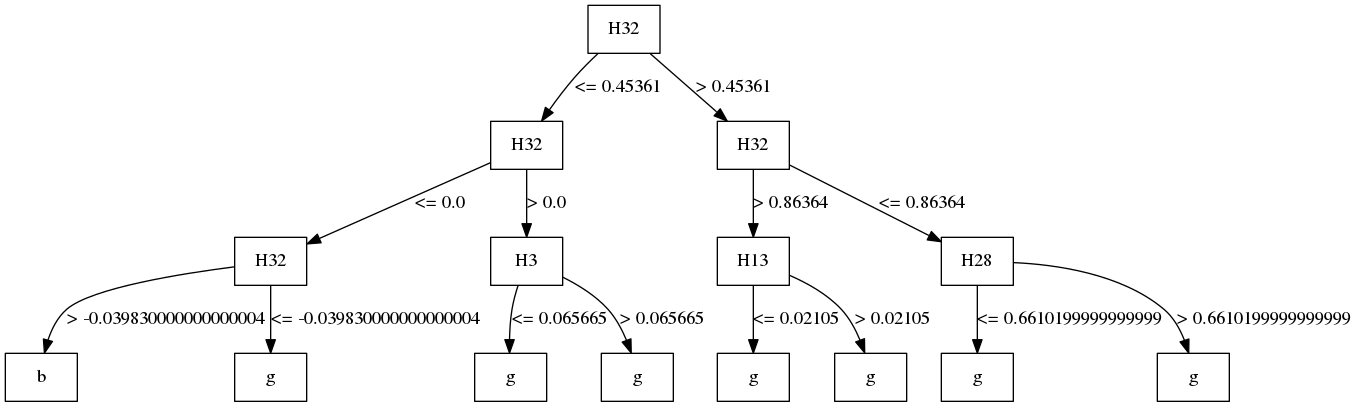 H32
<= 0.45361
> 0.45361
H32
H32
<= 0.0
> 0.0
> 0.86364
<= 0.86364
H32
H3
H13
H28
> -0.039830000000000004
<= -0.039830000000000004
<= 0.065665
> 0.065665
<= 0.02105
> 0.02105
<= 0.6610199999999999
> 0.6610199999999999
b
g
g
g
g
g
g
g